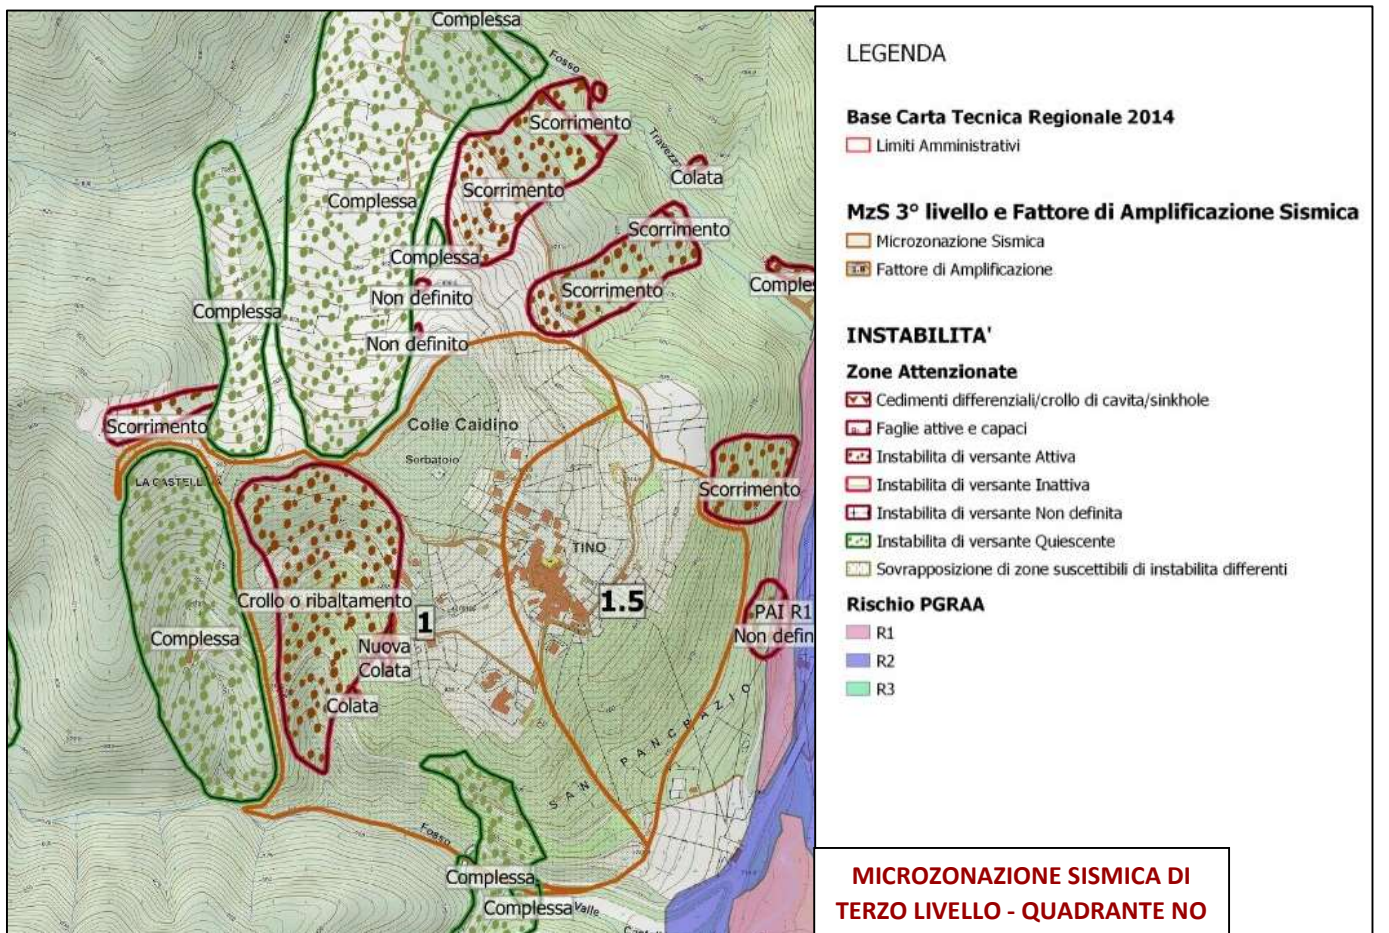 Complessa
Fosso
Scorrimento
Travezzo
Colata
Scorrimento
Complessa
Scorrimento
Complessa
Scorrimento
Comples
Non definito
Complessa
Non definito
Scorrimento
Colle Caidino
Serbatoio
LA CASTELL
Scorrimento
TINO
Crollo o ribaltamento
1.5
1
PAI R1
Non defin
Complessa
Nuova
Colata
Colata
SAN PANCRAZIO
Fosso
Complessa
Complessa
Valle
LEGENDA
Base Carta Tecnica Regionale 2014
Limiti Amministrativi
MzS 3° livello e Fattore di Amplificazione Sismica
Microzonazione Sismica
1.0 Fattore di Amplificazione
INSTABILITA'
Zone Attenzionate
Cedimenti differenziali/crollo di cavita/sinkhole
Faglie attive e capaci
Instabilita di versante Attiva
Instabilita di versante Inattiva
Instabilita di versante Non definita
Instabilita di versante Quiescente
Sovrapposizione di zone suscettibili di instabilita differenti
Rischio PGRAA
R1
R2
R3
MICROZONAZIONE SISMICA DI
TERZO LIVELLO - QUADRANTE NO